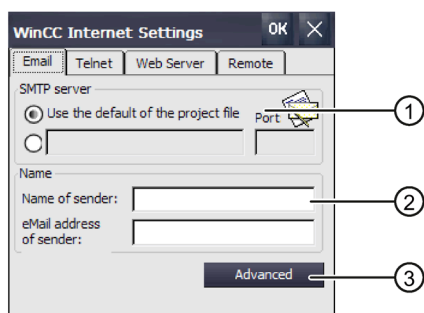 WinCC Internet Settings OK
Email Telnet Web Server Remote
SMTP server
Use the default of the project file Port
1
Name
Name of sender:
2
eMail address
of sender:
Advanced
3